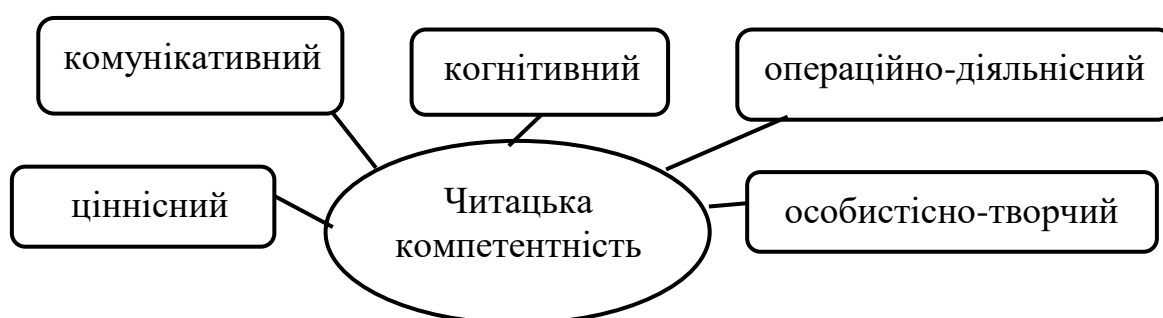 комунікативний
когнітивний
операційно-діяльнісний
ціннісний
Читацька
компетентність
особистісно-творчий